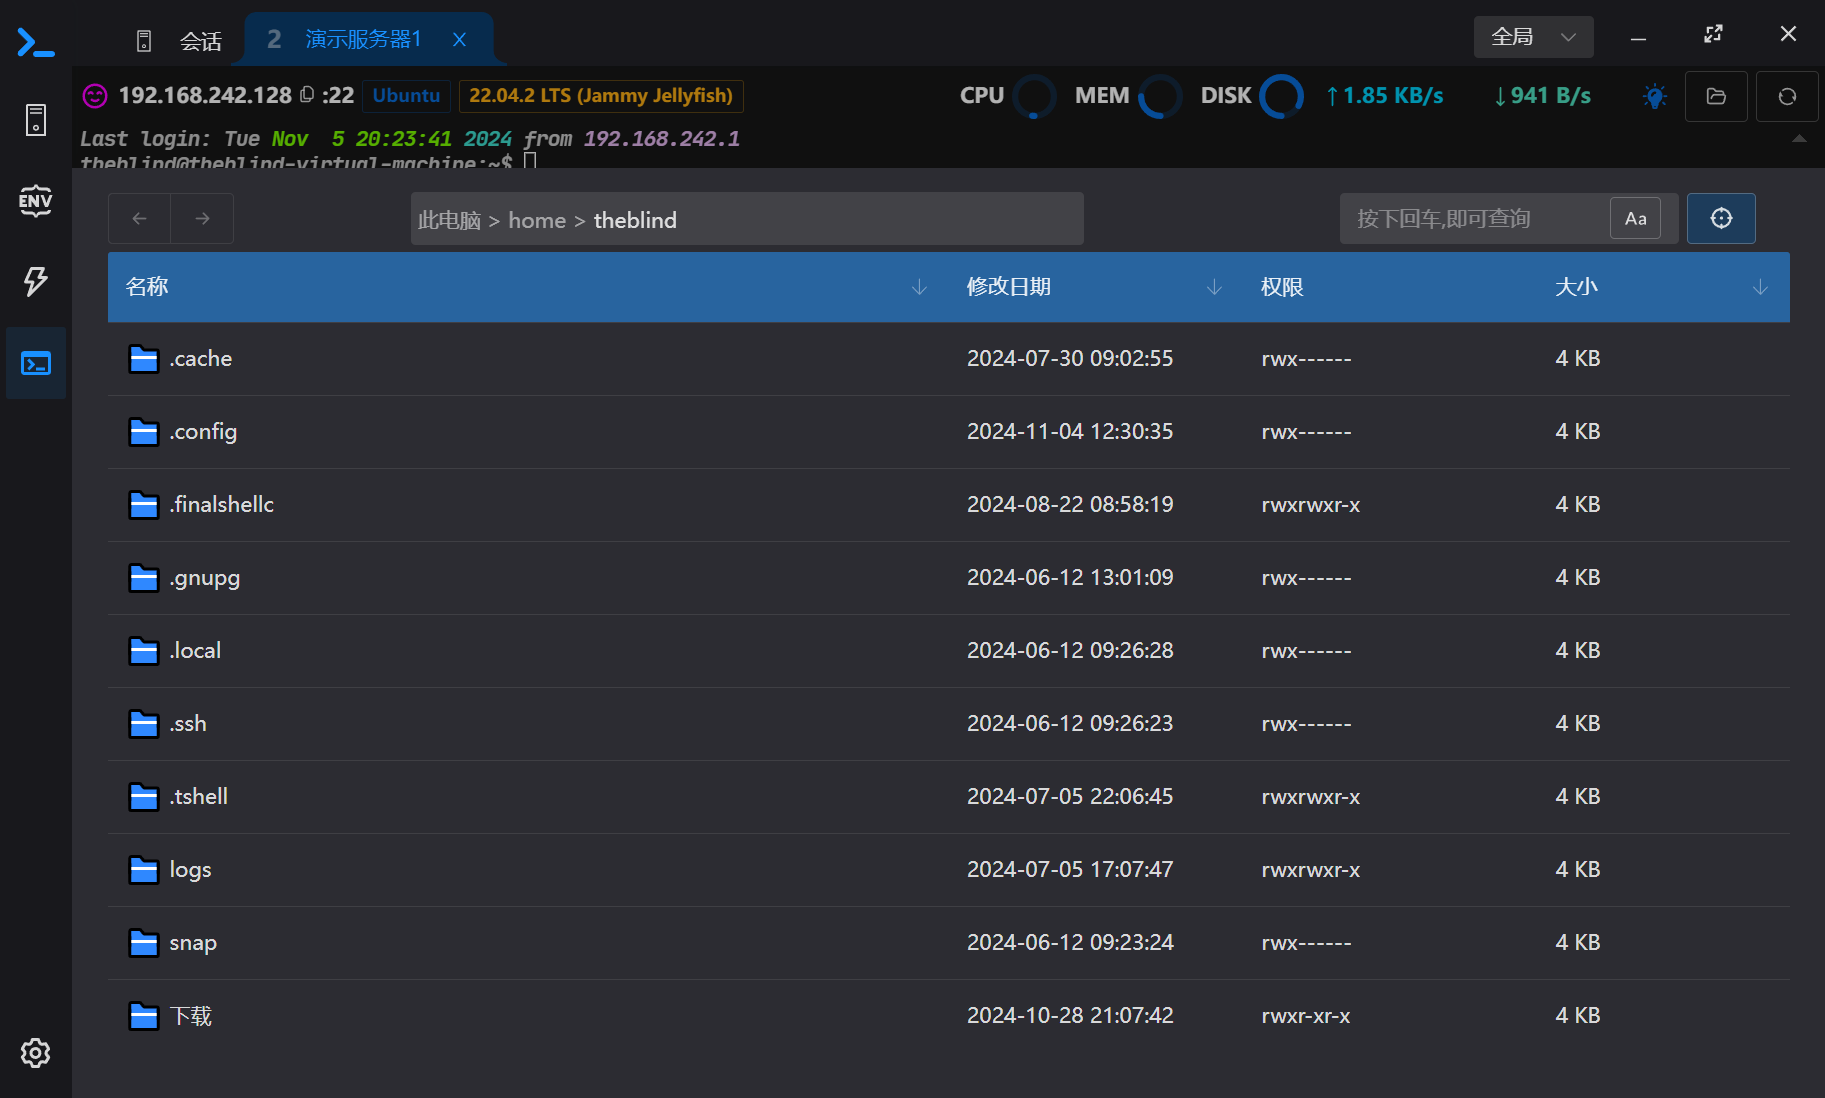 会话
2 演示服务器1 X
全局
192.168.242.128 :22 Ubuntu 22.04.2 LTS (Jammy Jellyfish) CPU MEM DISK ↑1.85 KB/s ↓941 B/s
Last login: Tue Nov  5 20:23:41 2024 from 192.168.242.1
theblind@theblind-virtual-machine:~$
ENV
此电脑 > home > theblind
按下回车,即可查询 Aa
名称 修改日期 权限 大小
.cache 2024-07-30 09:02:55 rwx------ 4 KB
.config 2024-11-04 12:30:35 rwx------ 4 KB
.finalshellc 2024-08-22 08:58:19 rwxrwxr-x 4 KB
.gnupg 2024-06-12 13:01:09 rwx------ 4 KB
.local 2024-06-12 09:26:28 rwx------ 4 KB
.ssh 2024-06-12 09:26:23 rwx------ 4 KB
.tshell 2024-07-05 22:06:45 rwxrwxr-x 4 KB
logs 2024-07-05 17:07:47 rwxrwxr-x 4 KB
snap 2024-06-12 09:23:24 rwx------ 4 KB
下载 2024-10-28 21:07:42 rwxr-xr-x 4 KB